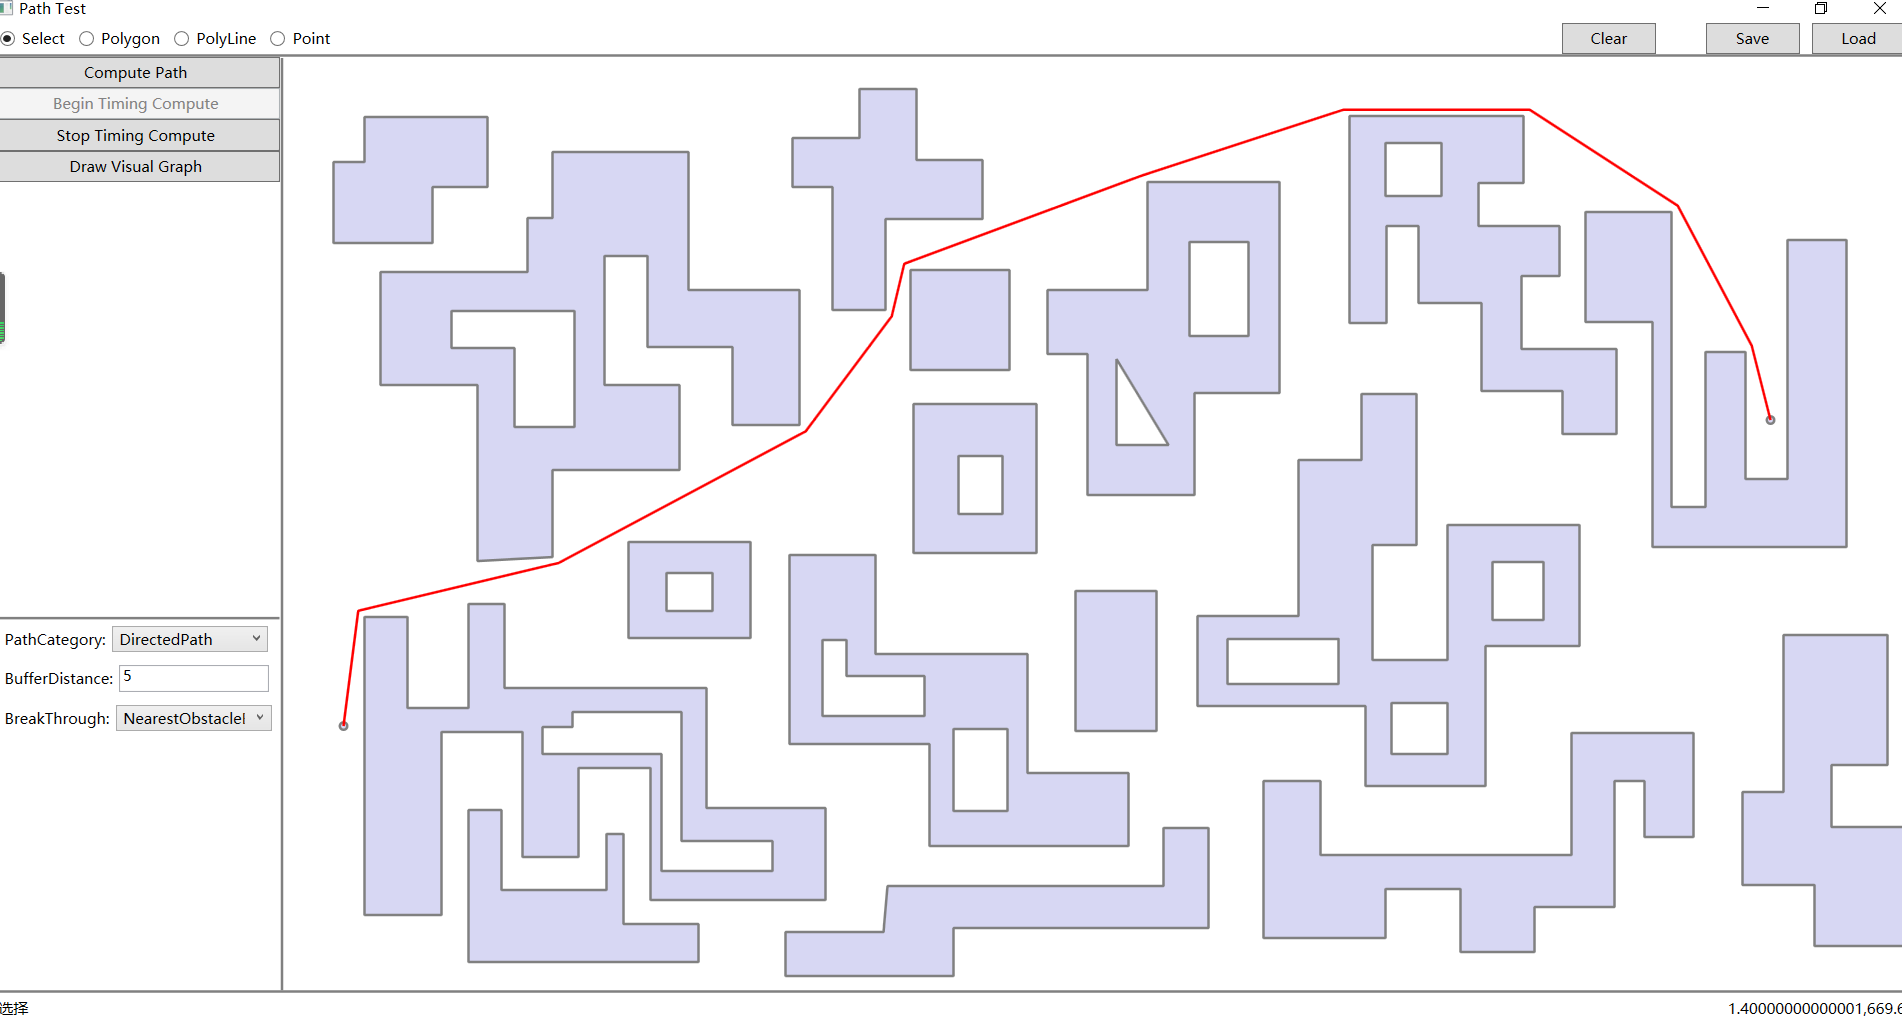 Path Test
Select Polygon PolyLine Point Clear Save Load
Compute Path
Begin Timing Compute
Stop Timing Compute
Draw Visual Graph
PathCategory: DirectedPath
BufferDistance: 5
BreakThrough: NearestObstacleI
选择 1.40000000000001,669.6